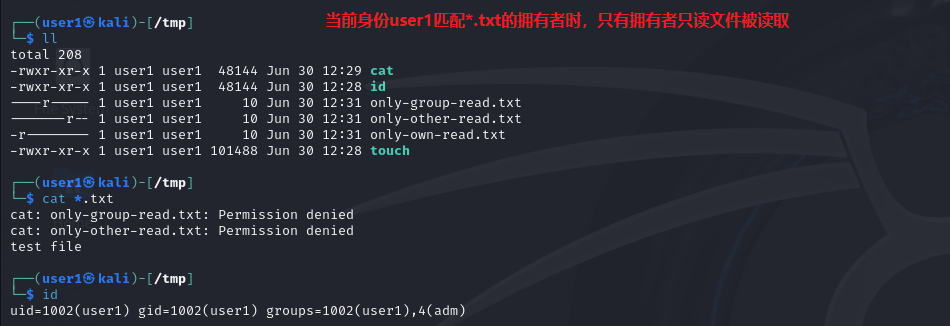 当前身份user1匹配*.txt的拥有者时，只有拥有者只读文件被读取
┌──(user1㉿kali)-[/tmp]
└─$ ll
total 208
-rwxr-xr-x 1 user1 user1  48144 Jun 30 12:29 cat
-rwxr-xr-x 1 user1 user1  48144 Jun 30 12:28 id
----r----- 1 user1 user1     10 Jun 30 12:31 only-group-read.txt
-------r-- 1 user1 user1     10 Jun 30 12:31 only-other-read.txt
-r-------- 1 user1 user1     10 Jun 30 12:31 only-own-read.txt
-rwxr-xr-x 1 user1 user1 101488 Jun 30 12:28 touch
┌──(user1㉿kali)-[/tmp]
└─$ cat *.txt
cat: only-group-read.txt: Permission denied
cat: only-other-read.txt: Permission denied
test file
┌──(user1㉿kali)-[/tmp]
└─$ id
uid=1002(user1) gid=1002(user1) groups=1002(user1),4(adm)